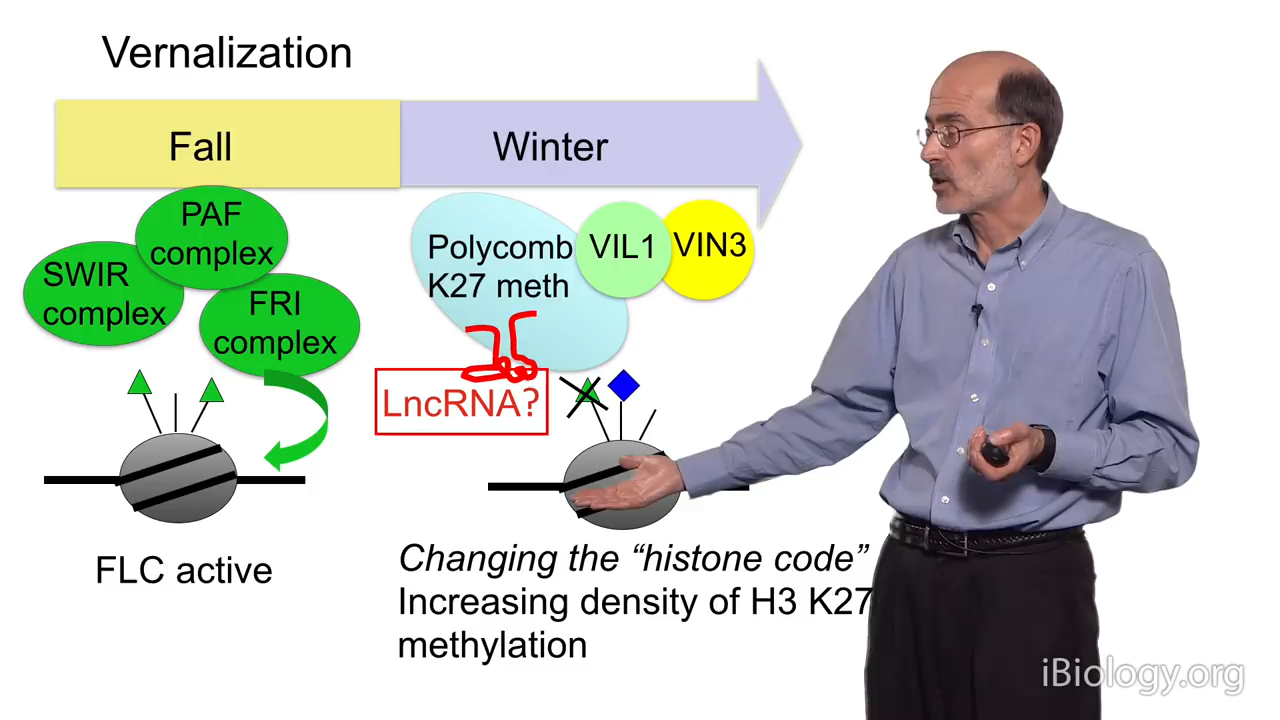 Vernalization
Fall
Winter
PAF
complex
SWIR
complex
FRI
complex
Polycomb
K27 meth
VIL1
VIN3
LncRNA?
FLC active
Changing the “histone code”
Increasing density of H3 K27
methylation
iBiology.org